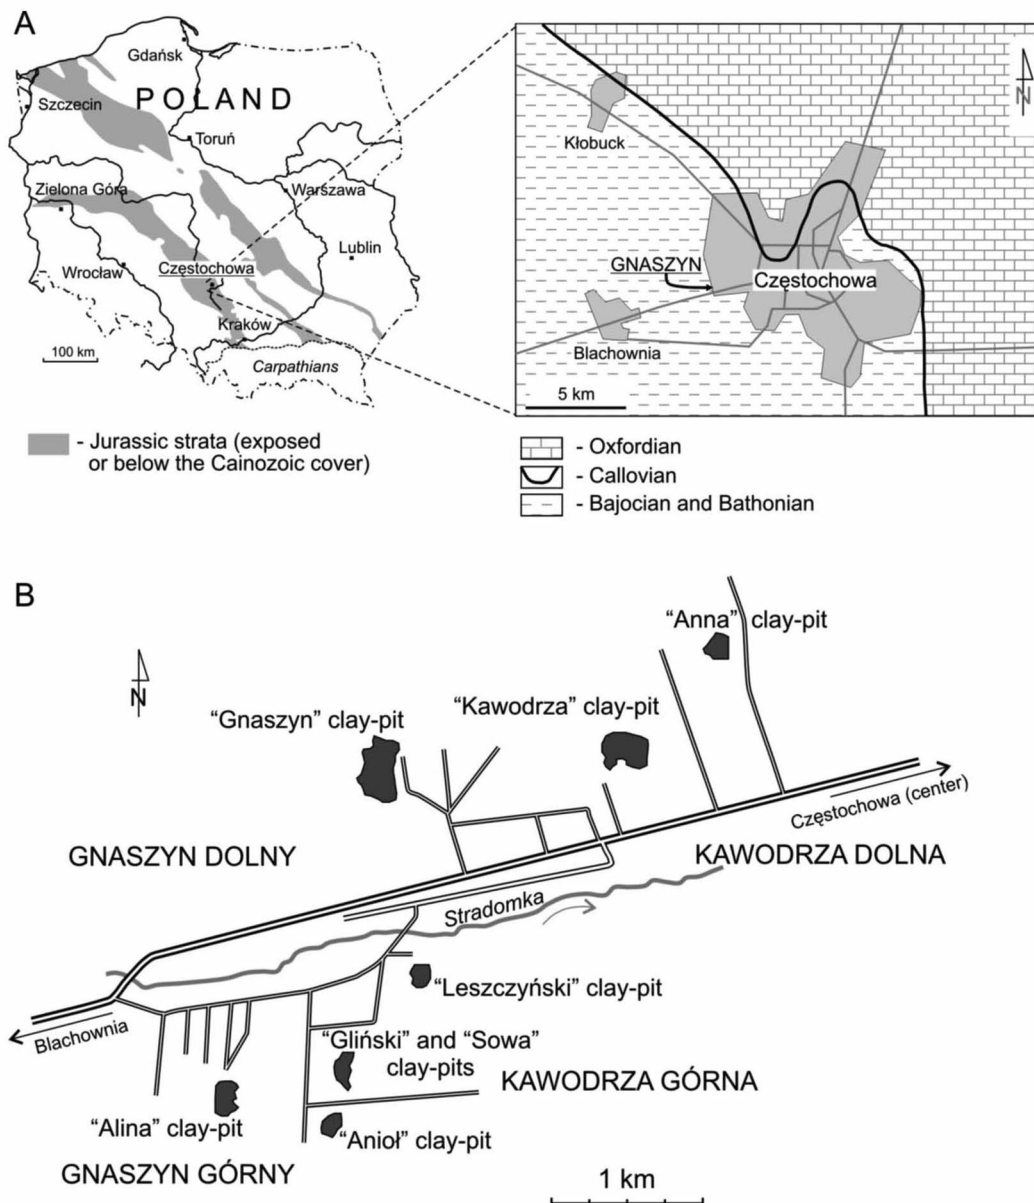 A
Gdańsk
POLAND
Szczecin
Toruń
Zielona Góra
Warszawa
Lublin
Wrocław
Częstochowa
Kraków
100 km
Carpathians
N
Kłobuck
GNASZYN
Częstochowa
Blachownia
5 km
- Jurassic strata (exposed
or below the Cainozoic cover)
- Oxfordian
- Callovian
- Bajocian and Bathonian
B
N
“Anna” clay-pit
“Gnaszyn” clay-pit
“Kawodrza” clay-pit
Częstochowa (center)
GNASZYN DOLNY
KAWODRZA DOLNA
Stradomka
“Leszczyński” clay-pit
Blachownia
“Gliński” and “Sowa”
clay-pits
KAWODRZA GÓRNA
“Alina” clay-pit
“Anioł” clay-pit
GNASZYN GÓRNY
1 km